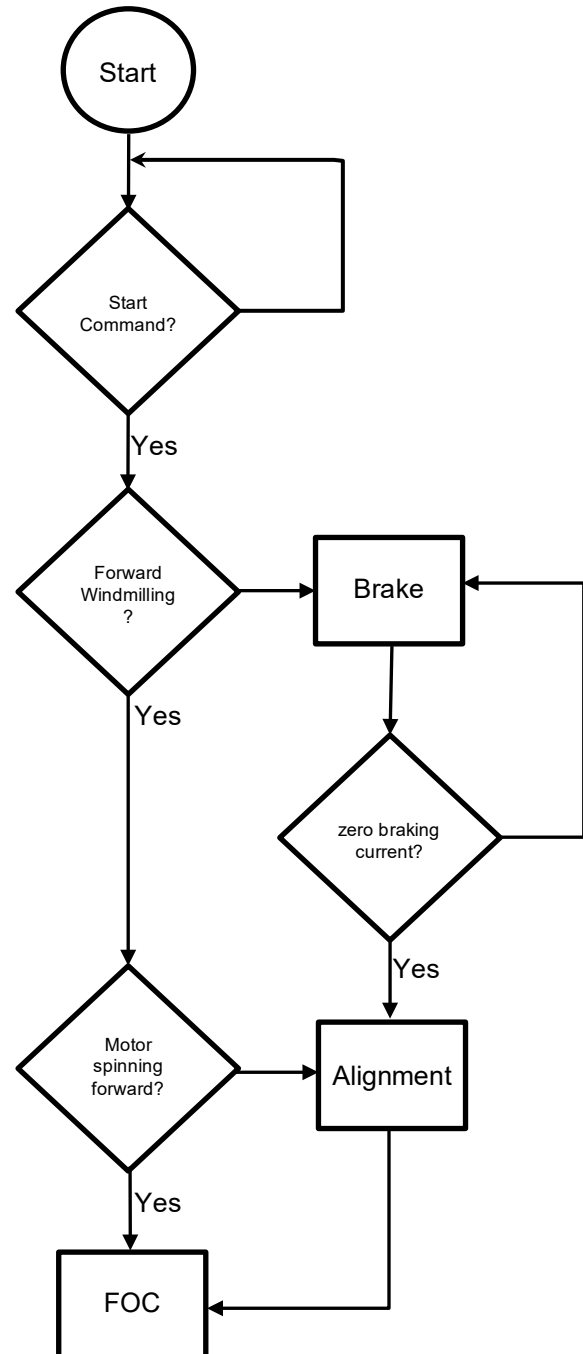 Start
Start
Command?
Yes
Forward
Windmilling
?
Brake
Yes
zero braking
current?
Yes
Motor
spinning
forward?
Alignment
Yes
FOC